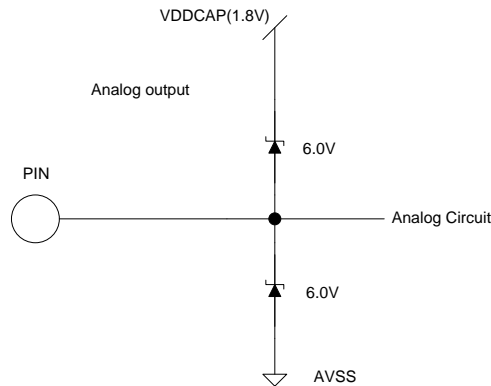 VDDCAP(1.8V)
Analog output
6.0V
PIN
Analog Circuit
6.0V
AVSS